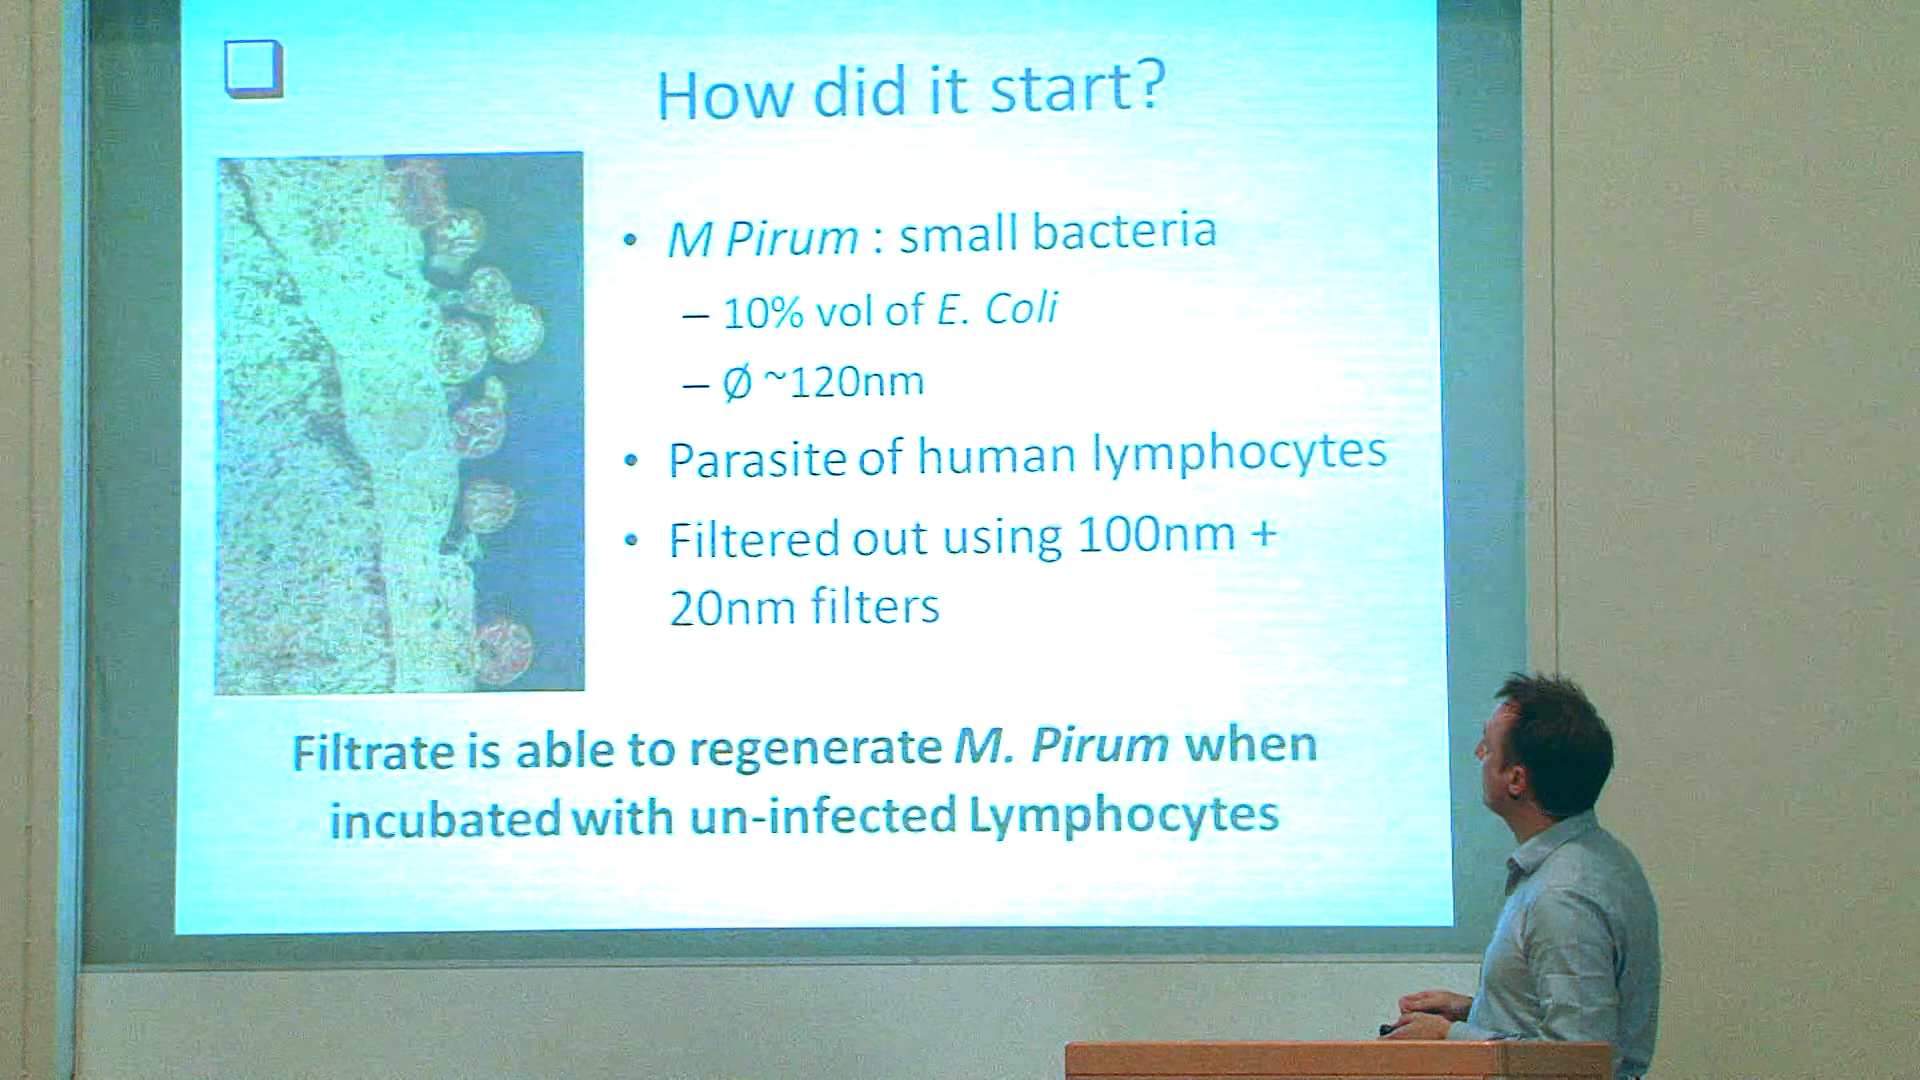 How did it start?
• M Pirum : small bacteria
– 10% vol of E. Coli
– Ø ~120nm
• Parasite of human lymphocytes
• Filtered out using 100nm +
20nm filters
Filtrate is able to regenerate M. Pirum when
incubated with un-infected Lymphocytes